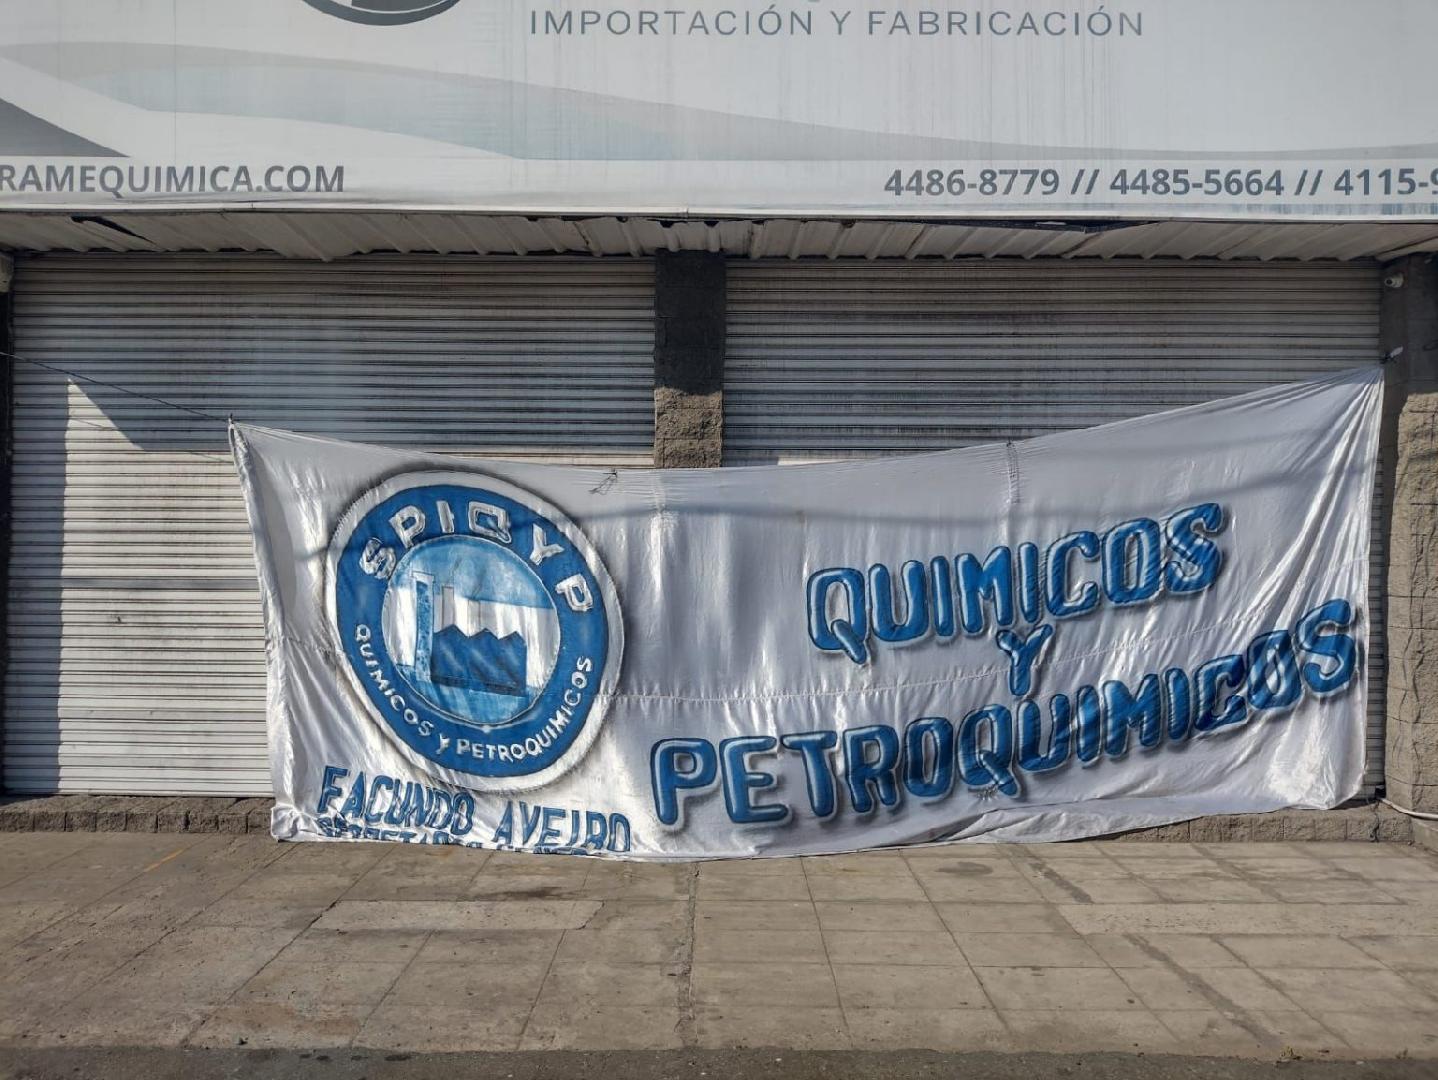 IMPORTACIÓN Y FABRICACIÓN
RAMEQUIMICA.COM
4486-8779 // 4485-5664 // 4115-9
SPIQYP
QUIMICOS Y PETROQUIMICOS
FACUNDO AVEIRO
QUIMICOS
Y
PETROQUIMICOS